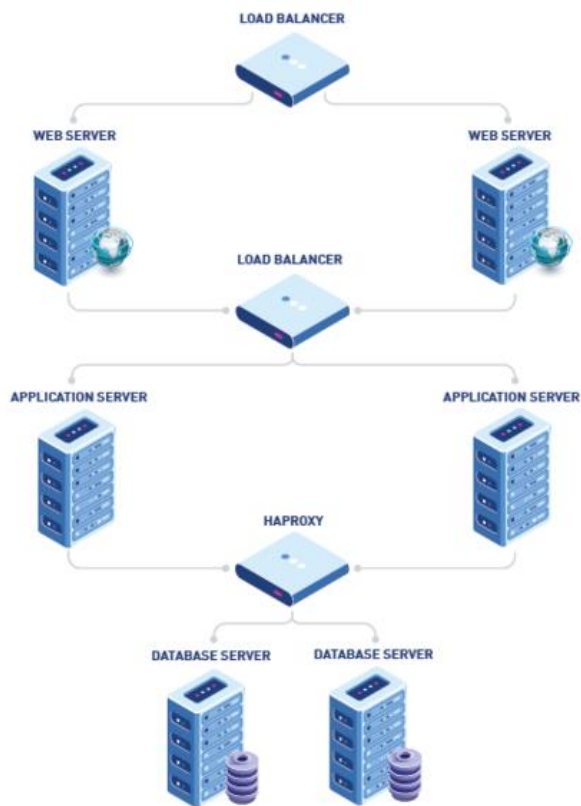 LOAD BALANCER
WEB SERVER
WEB SERVER
LOAD BALANCER
APPLICATION SERVER
APPLICATION SERVER
HAPROXY
DATABASE SERVER
DATABASE SERVER